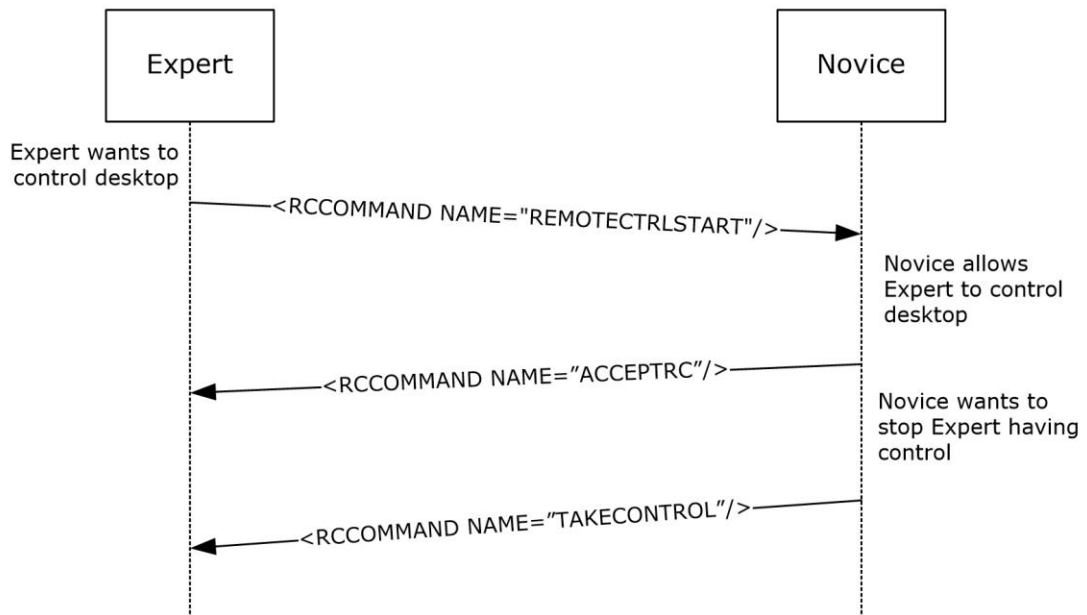 Expert
Novice
Expert wants to
control desktop
<RCCOMMAND NAME="REMOTECTRLSTART"/>
Novice allows
Expert to control
desktop
<RCCOMMAND NAME=”ACCEPTRC”/>
Novice wants to
stop Expert having
control
<RCCOMMAND NAME=”TAKECONTROL”/>